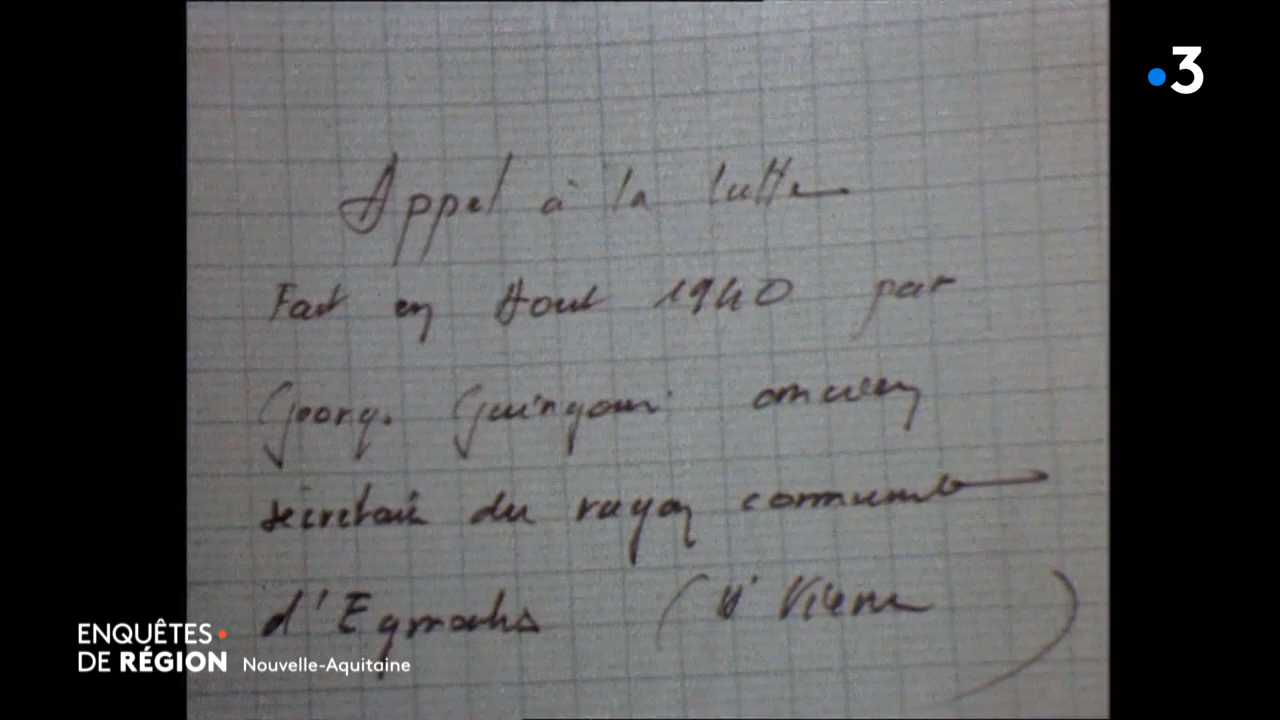 3
Appel à la lutte
Fait en Aout 1940 par
Georg. Guingouin ancien
secretaire du rayon communiste
d'Eymoutiers (Hte Vienne)
ENQUÊTES
DE RÉGION Nouvelle-Aquitaine